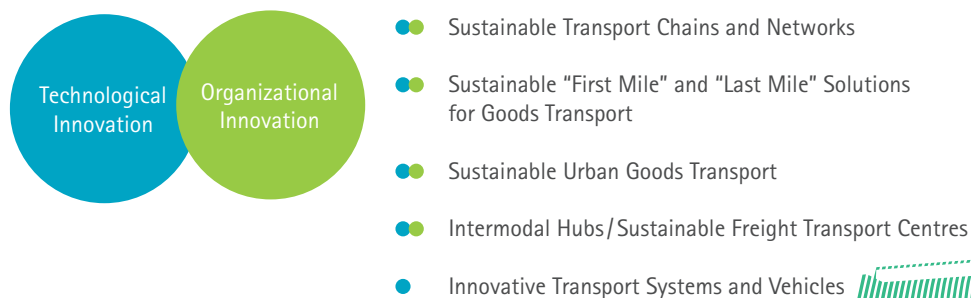 Technological
Innovation
Organizational
Innovation
Sustainable Transport Chains and Networks
Sustainable “First Mile” and “Last Mile” Solutions
for Goods Transport
Sustainable Urban Goods Transport
Intermodal Hubs/Sustainable Freight Transport Centres
Innovative Transport Systems and Vehicles